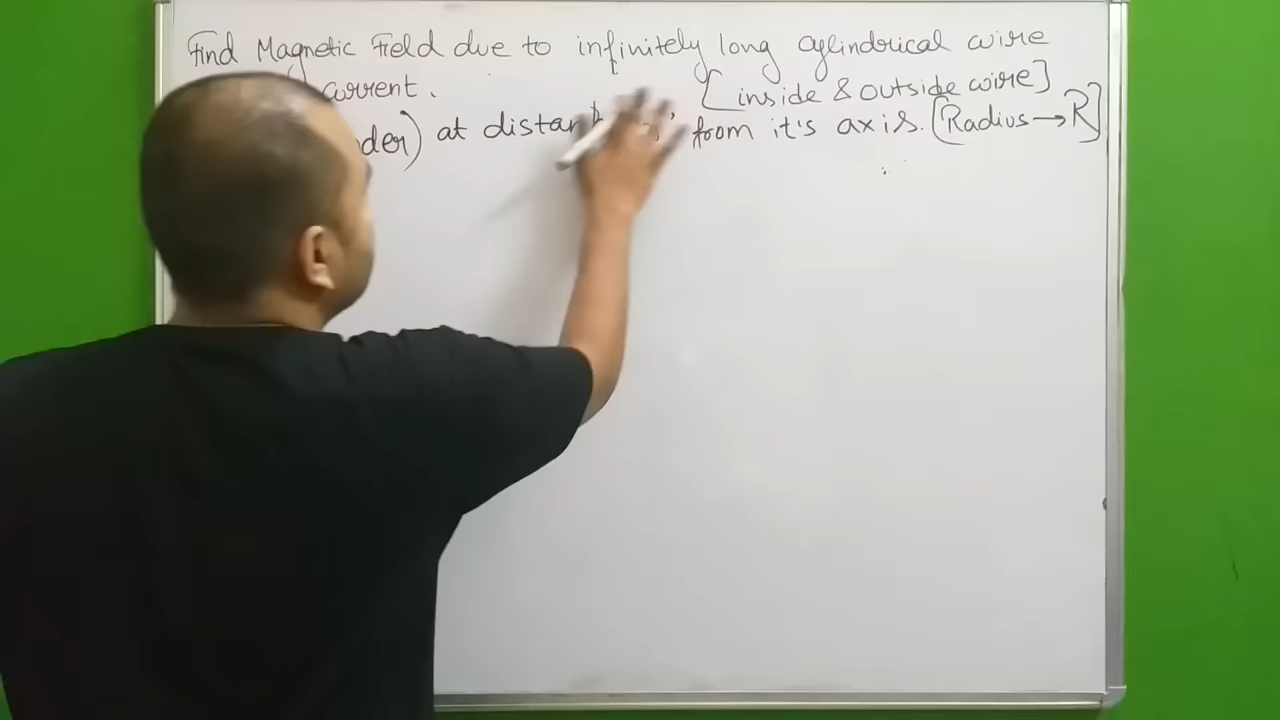 Find Magnetic Field due to infinitely long cylindrical wire
current. [inside & outside wire]
der) at distan from it's axis. [Radius → R]